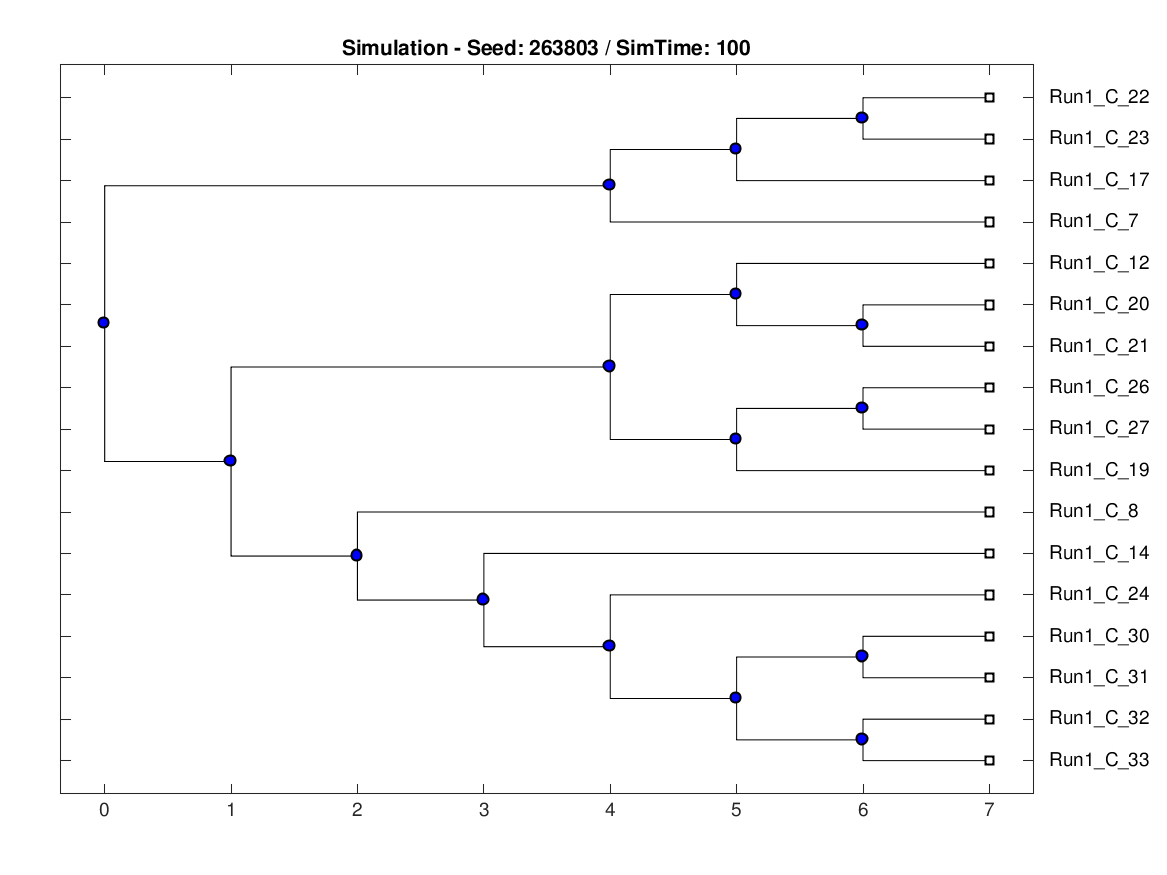 Simulation - Seed: 263803 / SimTime: 100
Run1_C_22
Run1_C_23
Run1_C_17
Run1_C_7
Run1_C_12
Run1_C_20
Run1_C_21
Run1_C_26
Run1_C_27
Run1_C_19
Run1_C_8
Run1_C_14
Run1_C_24
Run1_C_30
Run1_C_31
Run1_C_32
Run1_C_33
0 1 2 3 4 5 6 7